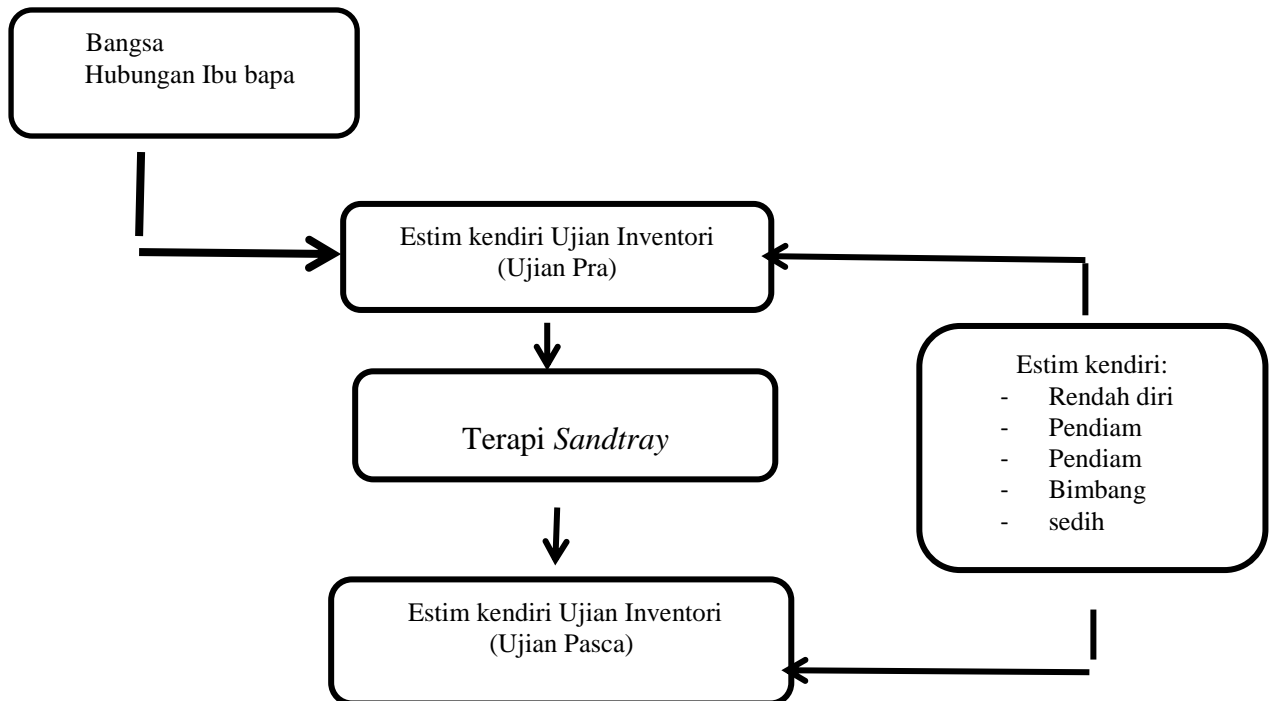 Bangsa
Hubungan Ibu bapa
Estim kendiri Ujian Inventori
(Ujian Pra)
Terapi Sandtray
Estim kendiri:
- Rendah diri
- Pendiam
- Pendiam
- Bimbang
- sedih
Estim kendiri Ujian Inventori
(Ujian Pasca)